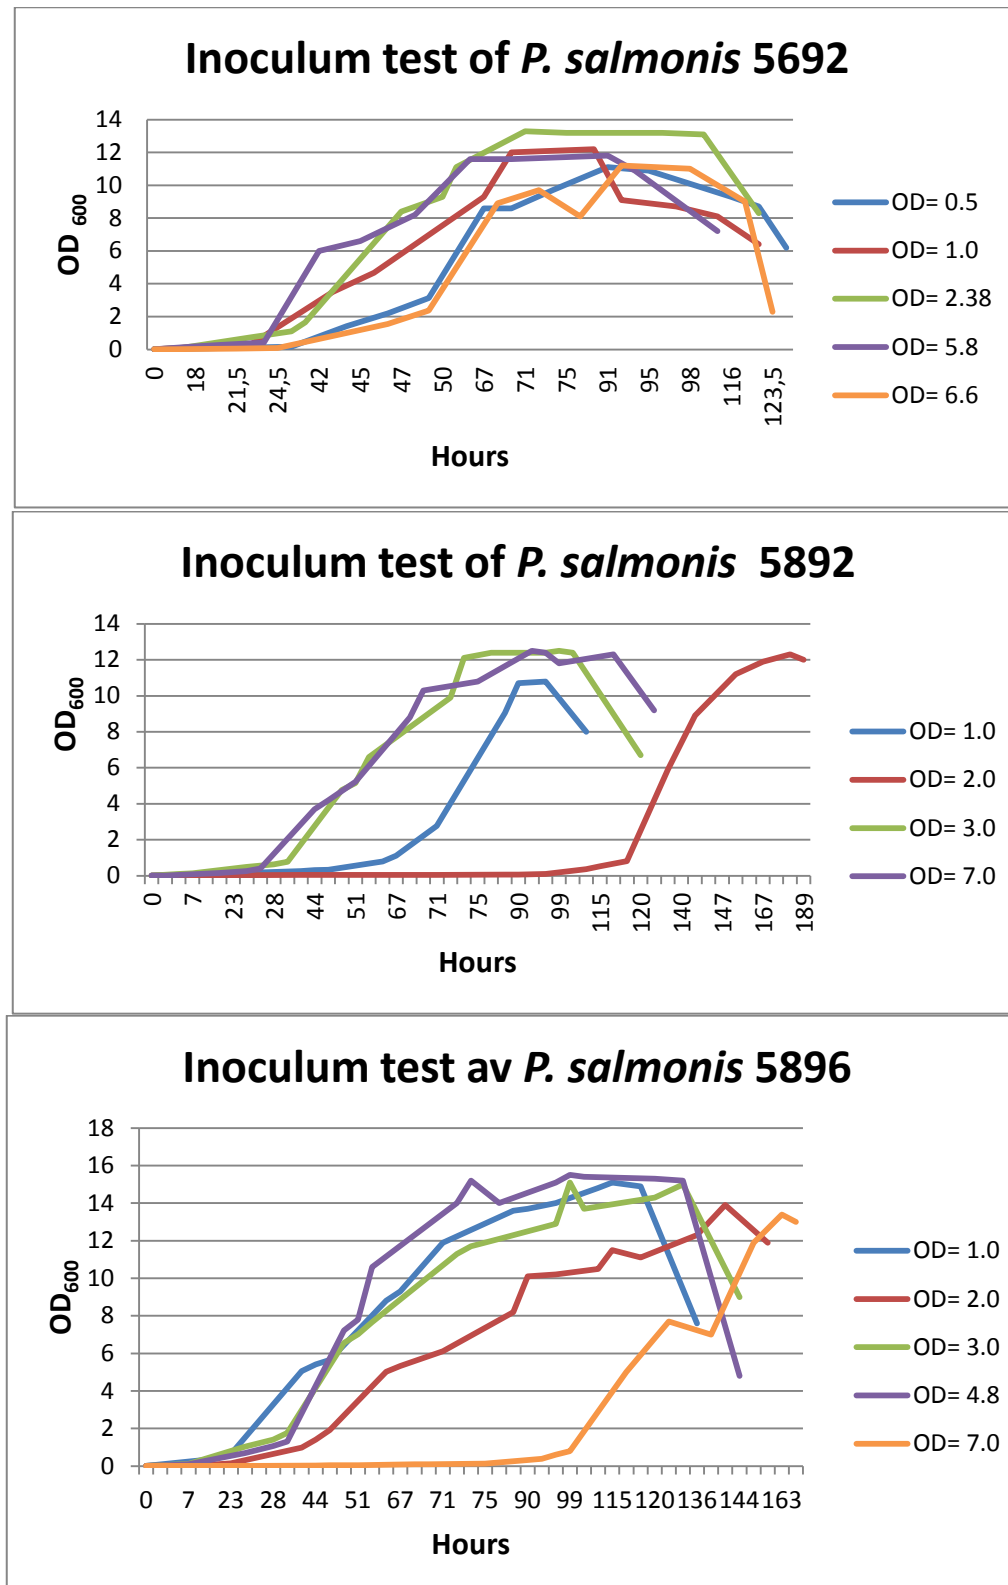 Inoculum test of P. salmonis 5692
14
12
10
8
6
4
2
0
OD 600
0 18 21,5 24,5 42 45 47 50 67 71 75 91 95 98 116 123,5
Hours
OD= 0.5
OD= 1.0
OD= 2.38
OD= 5.8
OD= 6.6
Inoculum test of P. salmonis 5892
14
12
10
8
6
4
2
0
OD600
0 7 23 28 44 51 67 71 75 90 99 115 120 140 167 189
Hours
OD= 1.0
OD= 2.0
OD= 3.0
OD= 7.0
Inoculum test av P. salmonis 5896
18
16
14
12
10
8
6
4
2
0
OD600
0 7 23 28 44 51 67 71 75 90 99 115 120 136 144 163
Hours
OD= 1.0
OD= 2.0
OD= 3.0
OD= 4.8
OD= 7.0